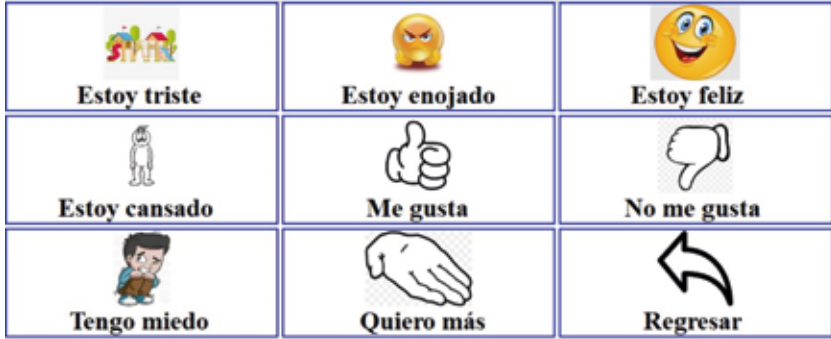 Estoy triste
Estoy enojado
Estoy feliz
Estoy cansado
Me gusta
No me gusta
Tengo miedo
Quiero más
Regresar